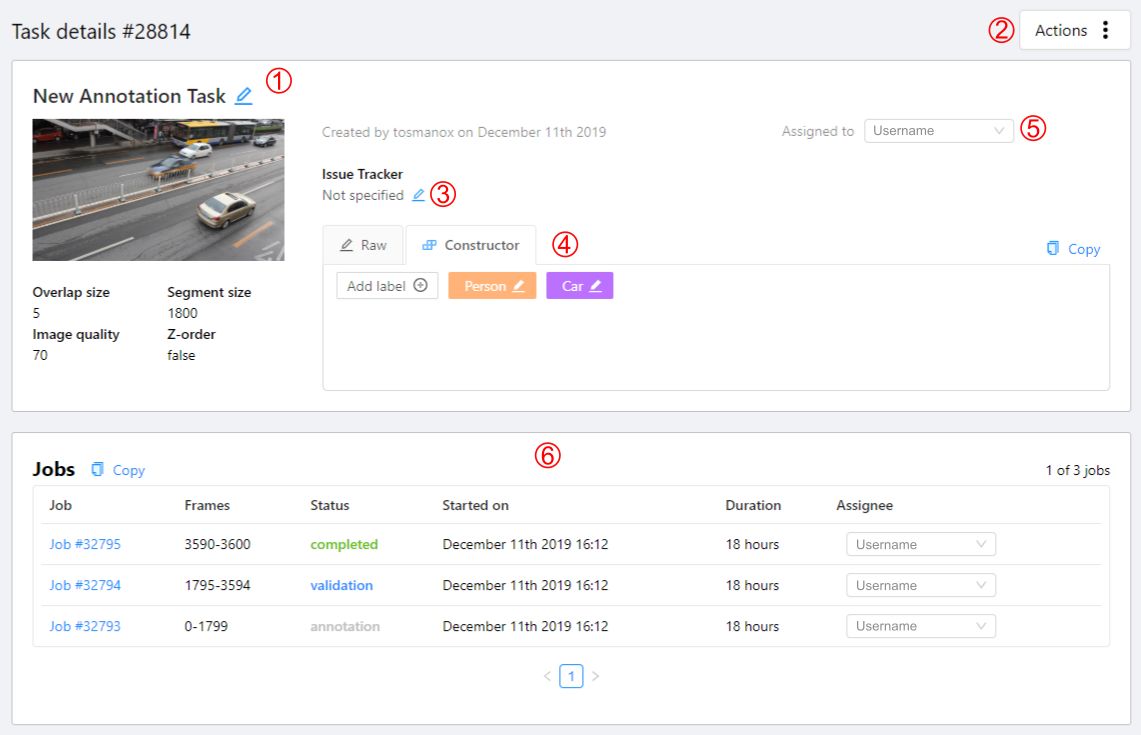 Task details #28814
② Actions
New Annotation Task ①
Created by tosmanox on December 11th 2019
Assigned to Username ⑤
Issue Tracker
Not specified ③
Raw Constructor ④ Copy
Add label Person Car
Overlap size Segment size
5 1800
Image quality Z-order
70 false
⑥
Jobs Copy 1 of 3 jobs
Job Frames Status Started on Duration Assignee
Job #32795 3590-3600 completed December 11th 2019 16:12 18 hours Username
Job #32794 1795-3594 validation December 11th 2019 16:12 18 hours Username
Job #32793 0-1799 annotation December 11th 2019 16:12 18 hours Username
< 1 >